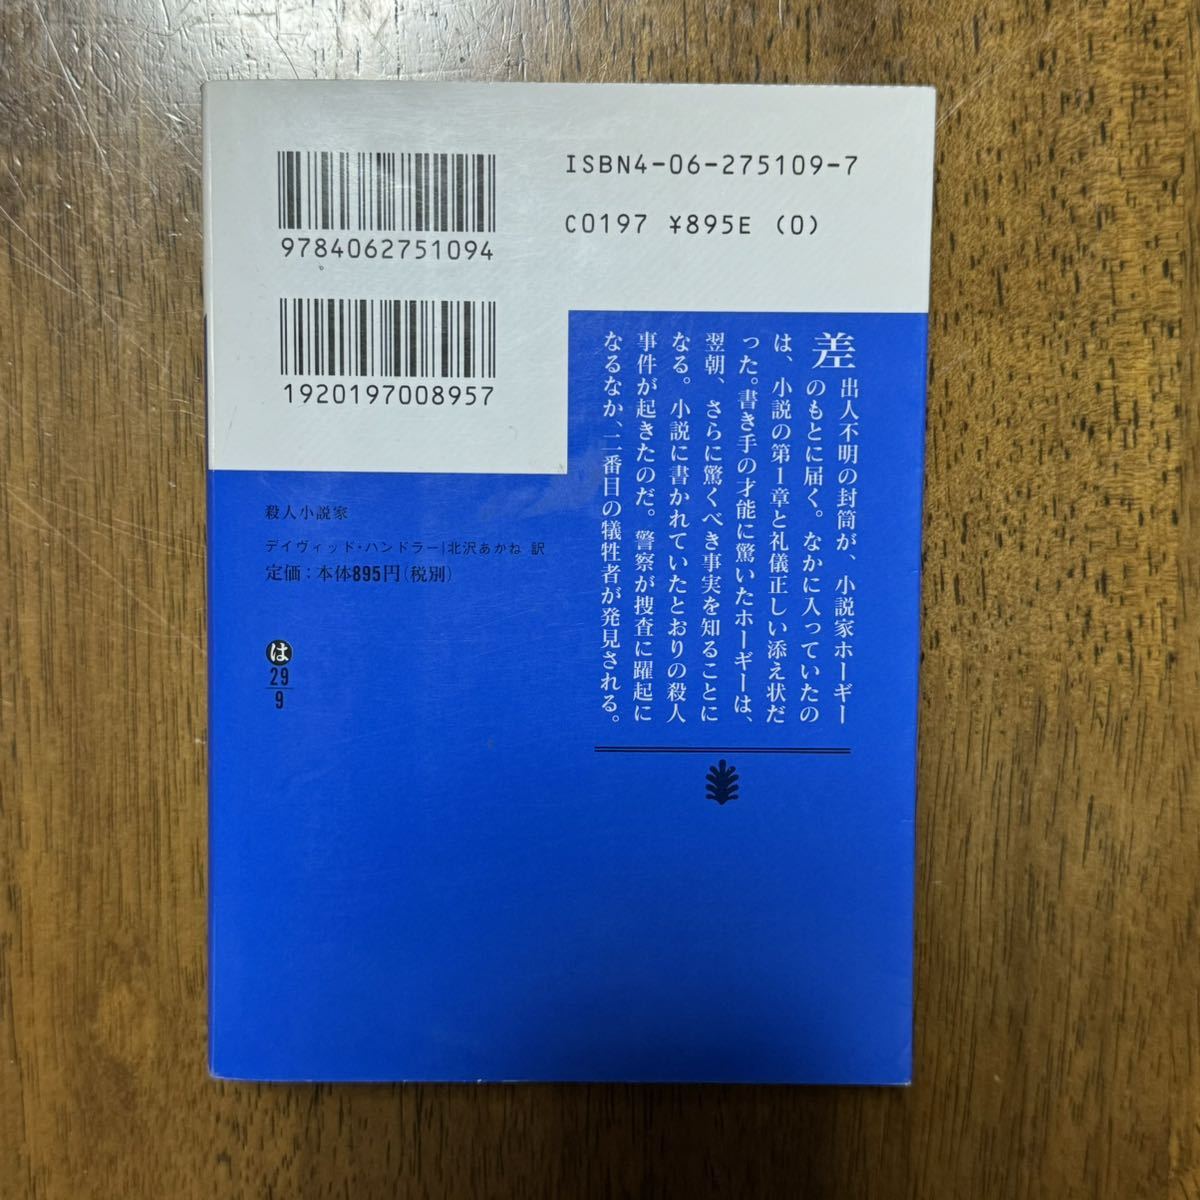 ISBN4-06-275109-7
C0197 ¥895E (0)
9784062751094
1920197008957
差出人不明の封筒が、小説家ホーギー
のもとに届く。なかに入っていたの
は、小説の第1章と礼儀正しい添え状だ
った。書き手の才能に驚いたホーギーは、
翌朝、さらに驚くべき事実を知ることに
なる。小説に書かれていたとおりの殺人
事件が起きたのだ。警察が捜査に躍起に
なるなか、二番目の犠牲者が発見される。
殺人小説家
デイヴィッド・ハンドラー|北沢あかね 訳
定価:本体895円(税別)
は
29
9